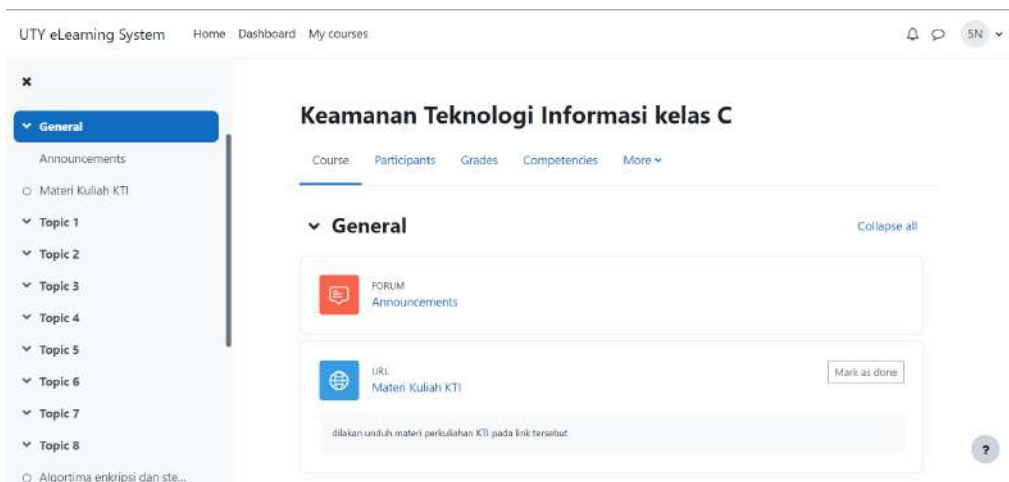 UTY eLearning System Home Dashboard My courses SN
General
Announcements
Materi Kuliah KTI
Topic 1
Topic 2
Topic 3
Topic 4
Topic 5
Topic 6
Topic 7
Topic 8
Algortima enkripsi dan ste...
Keamanan Teknologi Informasi kelas C
Course Participants Grades Competencies More
General Collapse all
FORUM
Announcements
URL
Materi Kuliah KTI
Mark as done
dilakan unduh materi perkuliahan KTI pada link tersebut
?